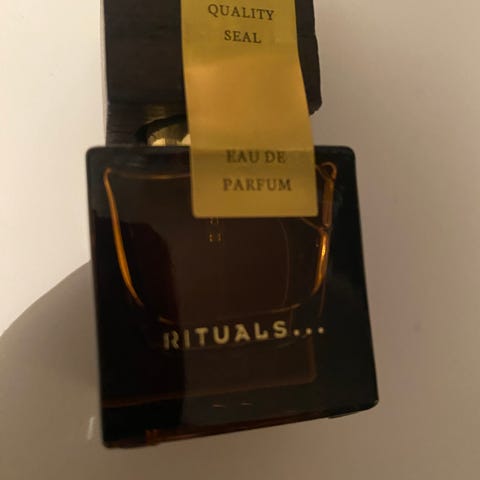 QUALITY
SEAL
EAU DE
PARFUM
RITUALS...